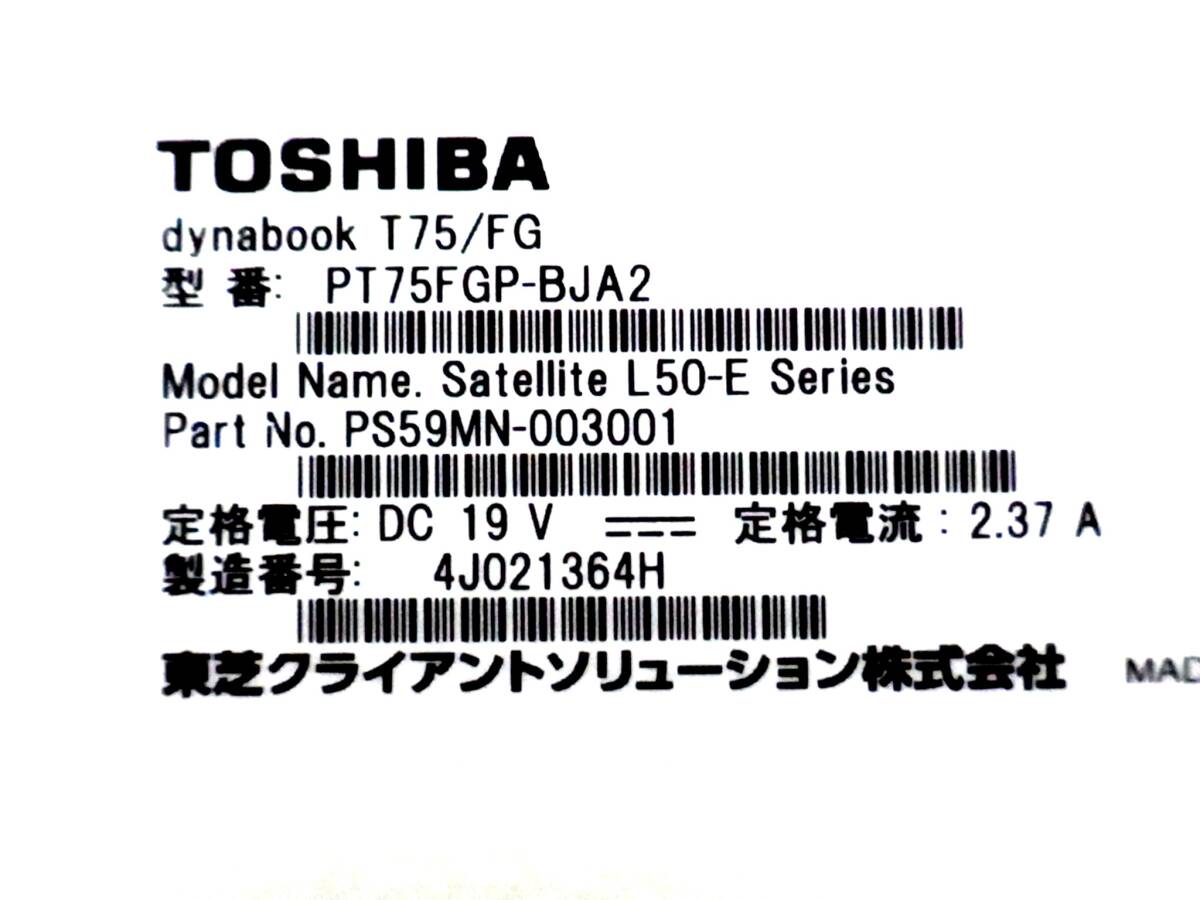 TOSHIBA
dynabook T75/FG
型 番: PT75FGP-BJA2
Model Name. Satellite L50-E Series
Part No. PS59MN-003001
定格電圧: DC 19 V ⎓ 定格電流: 2.37 A
製造番号: 4J021364H
東芝クライアントソリューション株式会社 MAD